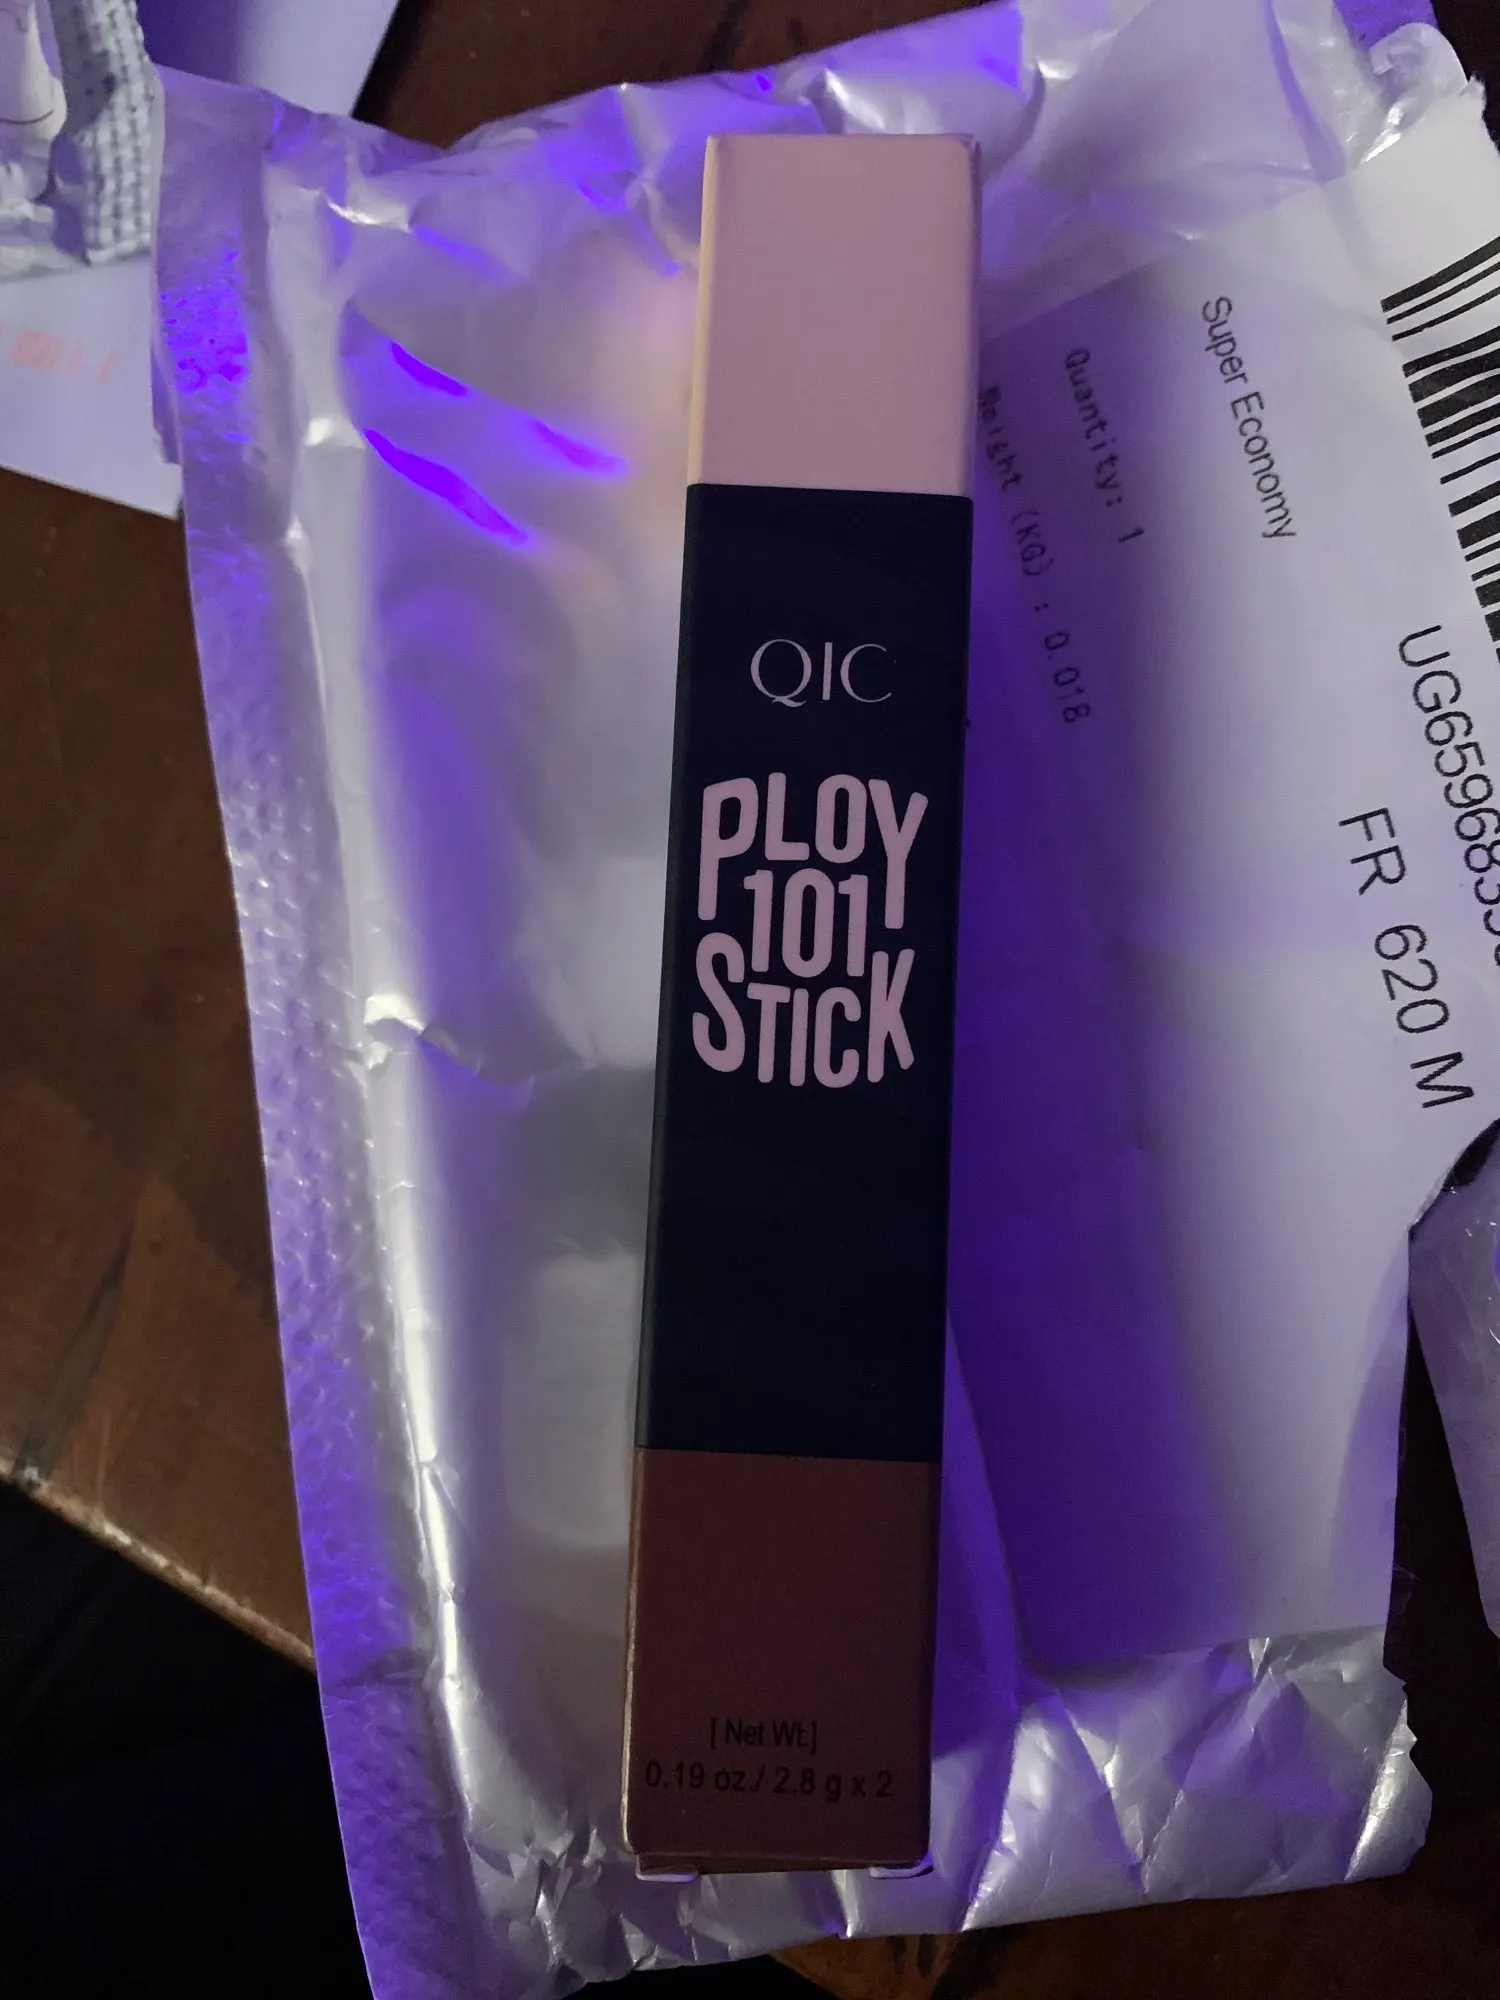 QIC
PLOY
101
STICK
[ Net Wt.]
0.19 oz./ 2.8 g x 2
Super Economy
Quantity: 1
Weight (KG) : 0.018
FR 620 M